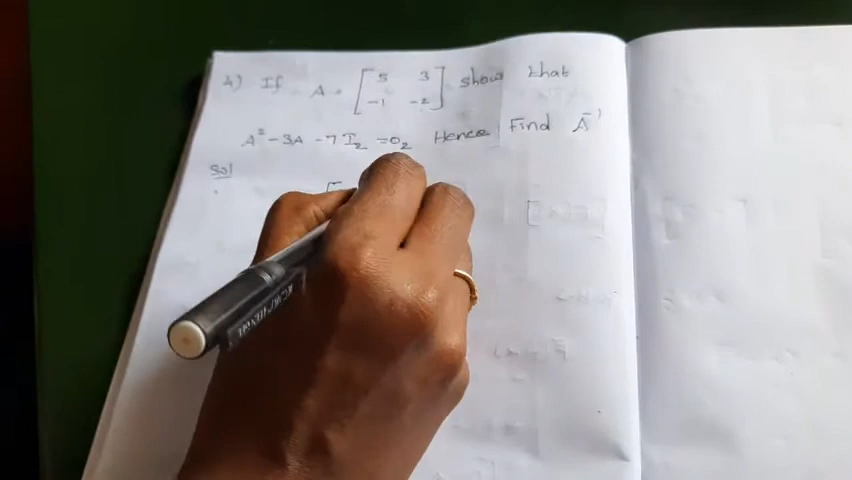 4) If A = [ 5 3 show that
-1 -2 ]
A² - 3A - 7 I₂ = O₂ Hence Find A⁻¹
Sol